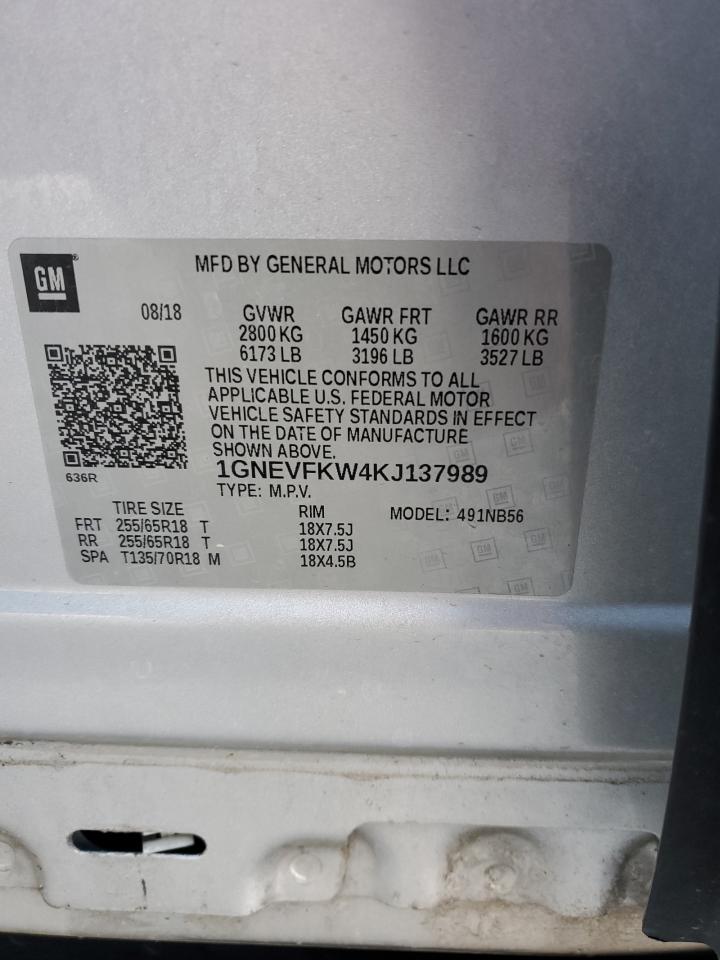 GM®
MFD BY GENERAL MOTORS LLC
08/18 GVWR GAWR FRT GAWR RR
2800 KG 1450 KG 1600 KG
6173 LB 3196 LB 3527 LB
THIS VEHICLE CONFORMS TO ALL
APPLICABLE U.S. FEDERAL MOTOR
VEHICLE SAFETY STANDARDS IN EFFECT
ON THE DATE OF MANUFACTURE
SHOWN ABOVE.
636R
1GNEVFKW4KJ137989
TYPE: M.P.V.
TIRE SIZE RIM MODEL: 491NB56
FRT 255/65R18 T 18X7.5J
RR 255/65R18 T 18X7.5J
SPA T135/70R18 M 18X4.5B